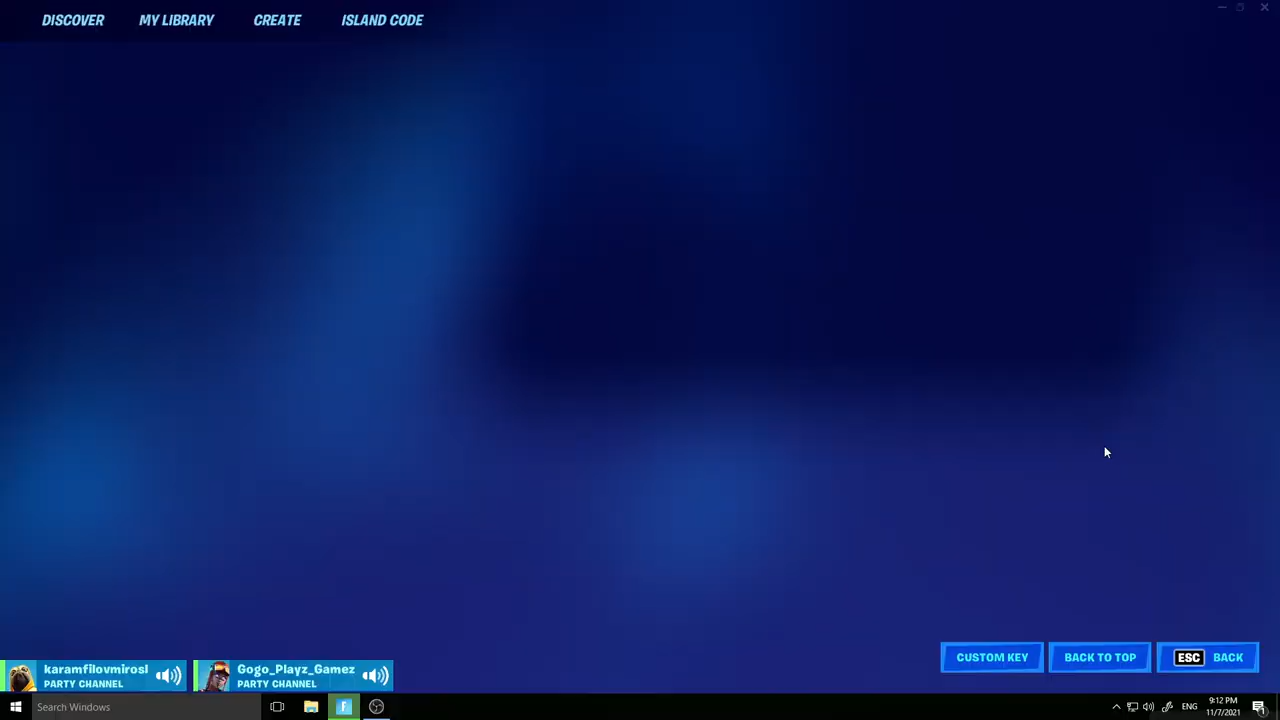 DISCOVER MY LIBRARY CREATE ISLAND CODE
CUSTOM KEY BACK TO TOP ESC BACK
karamfilovmirosl Gogo_Playz_Gamez
PARTY CHANNEL PARTY CHANNEL
Search Windows
ENG
9:12 PM
11/7/2021
1